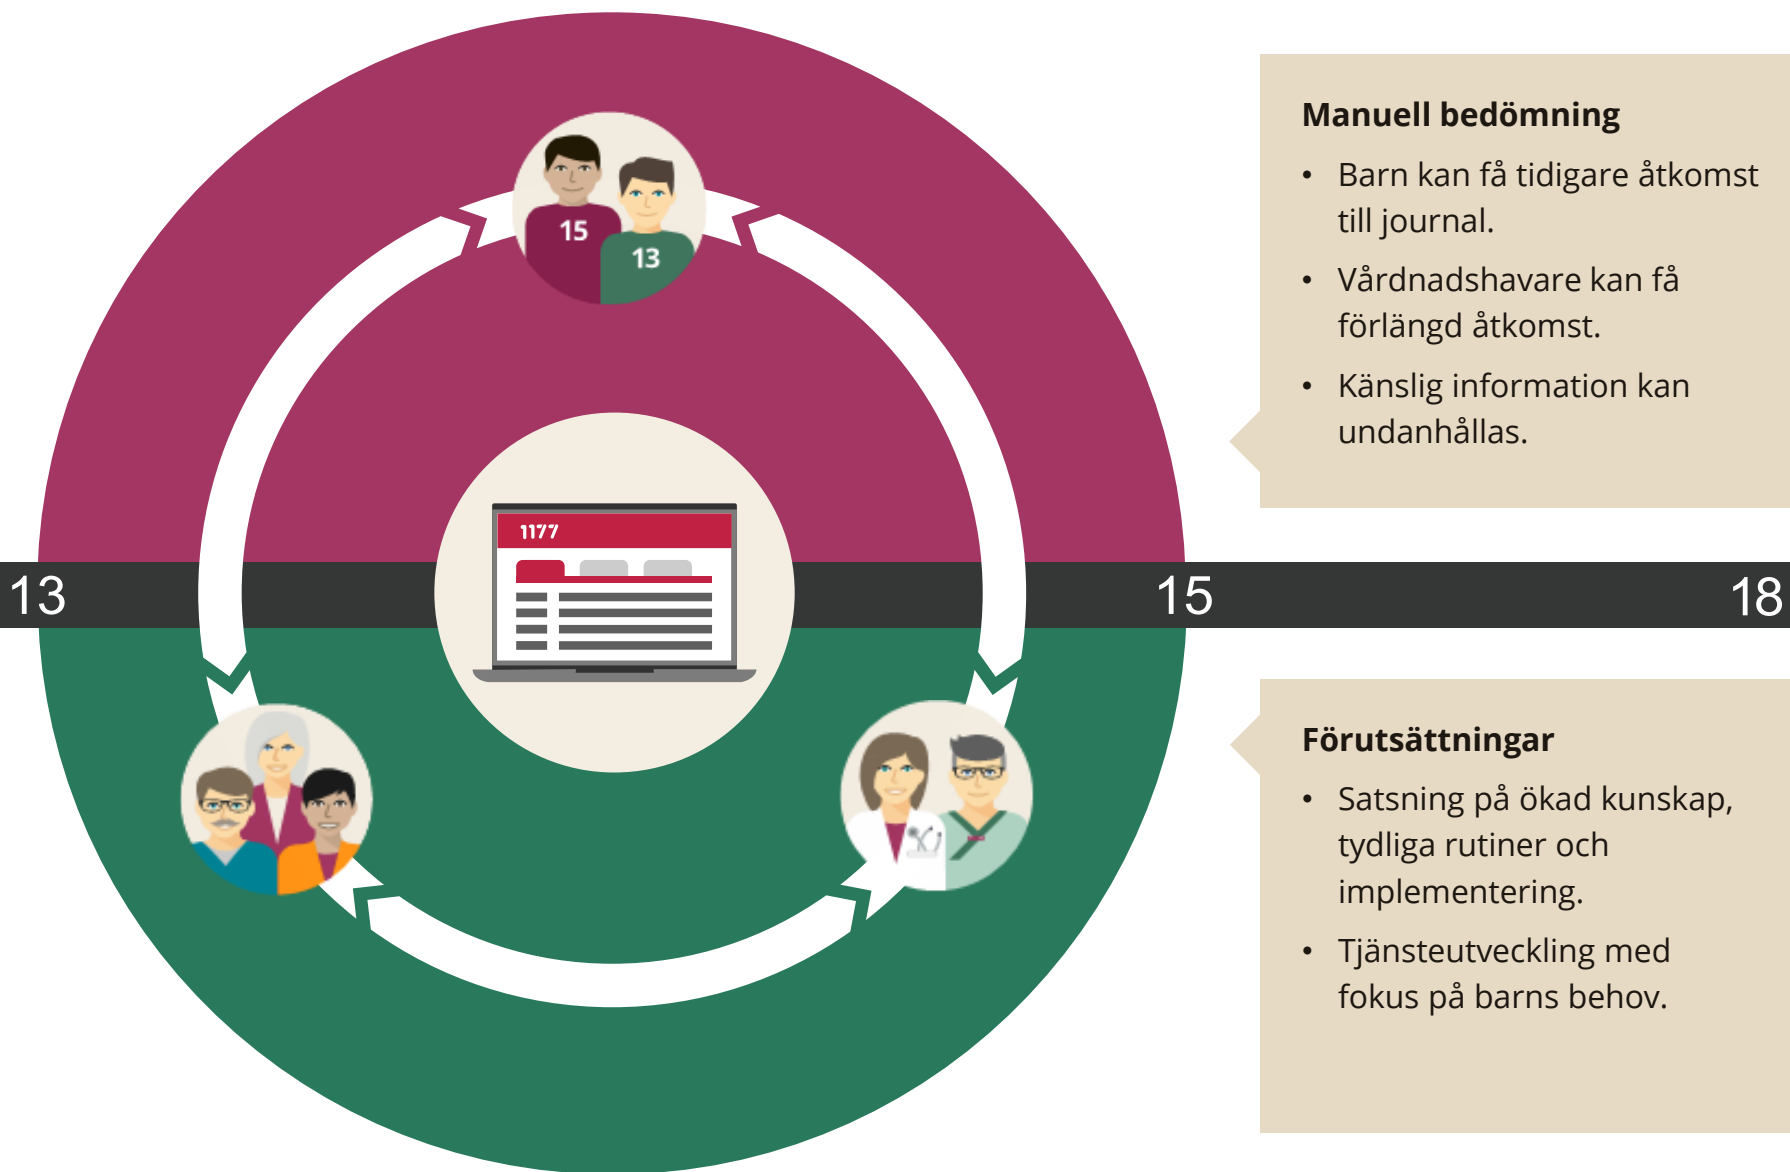 Manuell bedömning
• Barn kan få tidigare åtkomst
till journal.
• Vårdnadshavare kan få
förlängd åtkomst.
• Känslig information kan
undanhållas.
15
13
1177
13
15
18
Förutsättningar
• Satsning på ökad kunskap,
tydliga rutiner och
implementering.
• Tjänsteutveckling med
fokus på barns behov.